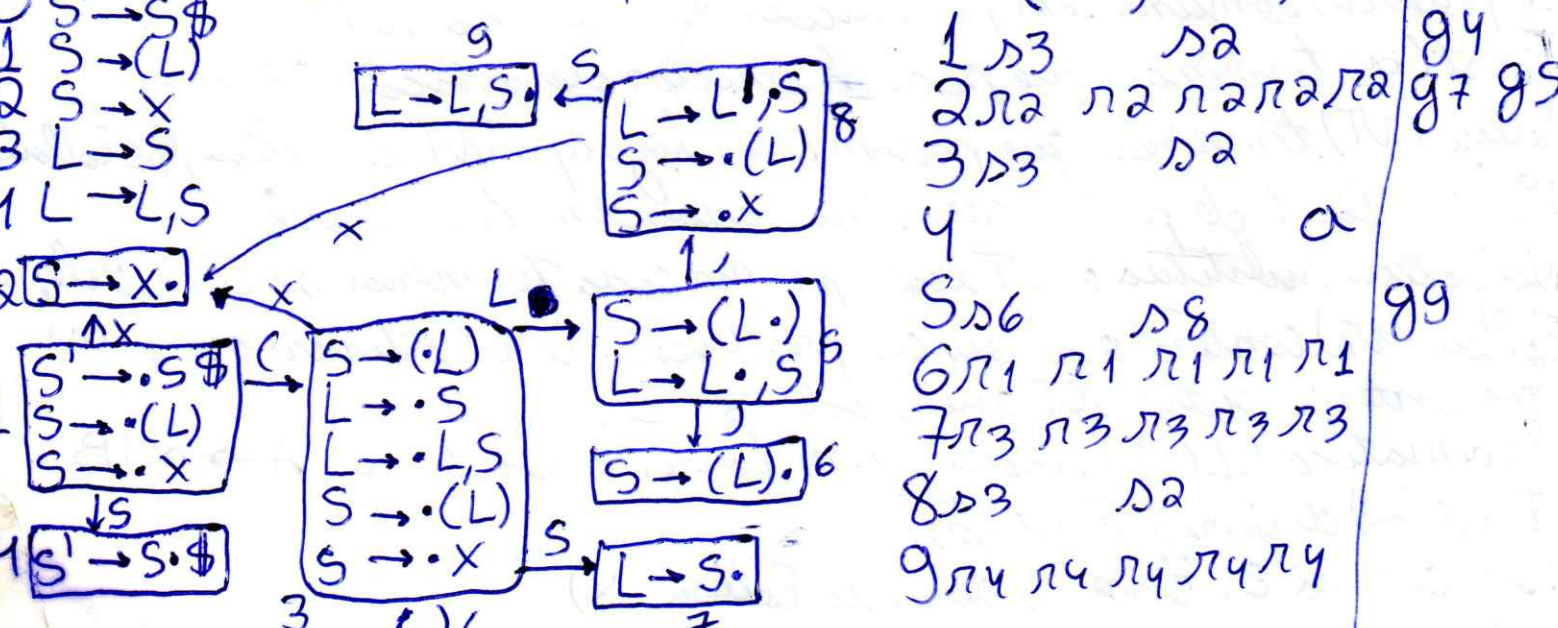 0 S' → S$
1 S → (L)
2 S → x
3 L → S
4 L → L,S
9
L → L,S·
S
L → L,·S
S → ·(L)
S → ·x
8
x
,
2
S → x·
x
x
S' → ·S$
S → ·(L)
S → ·x
(
S
S' → S·$
S → (·L)
L → ·S
L → ·L,S
S → ·(L)
S → ·x
3
L
S → (L·)
L → L·,S
5
)
S → (L)·
6
S
L → S·
7
1 s3 s2 g4
2 r2 r2 r2 r2 r2 g7 g5
3 s3 s2
4 a
5 s6 s8 g9
6 r1 r1 r1 r1 r1
7 r3 r3 r3 r3 r3
8 s3 s2
9 r4 r4 r4 r4 r4